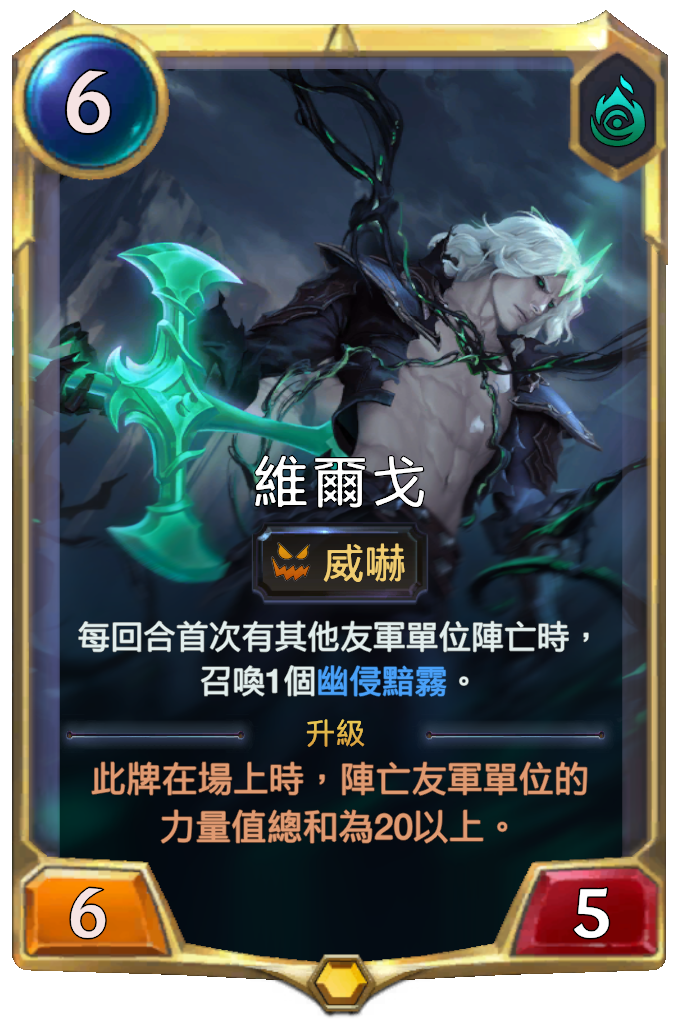 6
維爾戈
威嚇
每回合首次有其他友軍單位陣亡時，
召喚1個幽侵黯霧。
升級
此牌在場上時，陣亡友軍單位的
力量值總和為20以上。
6
5